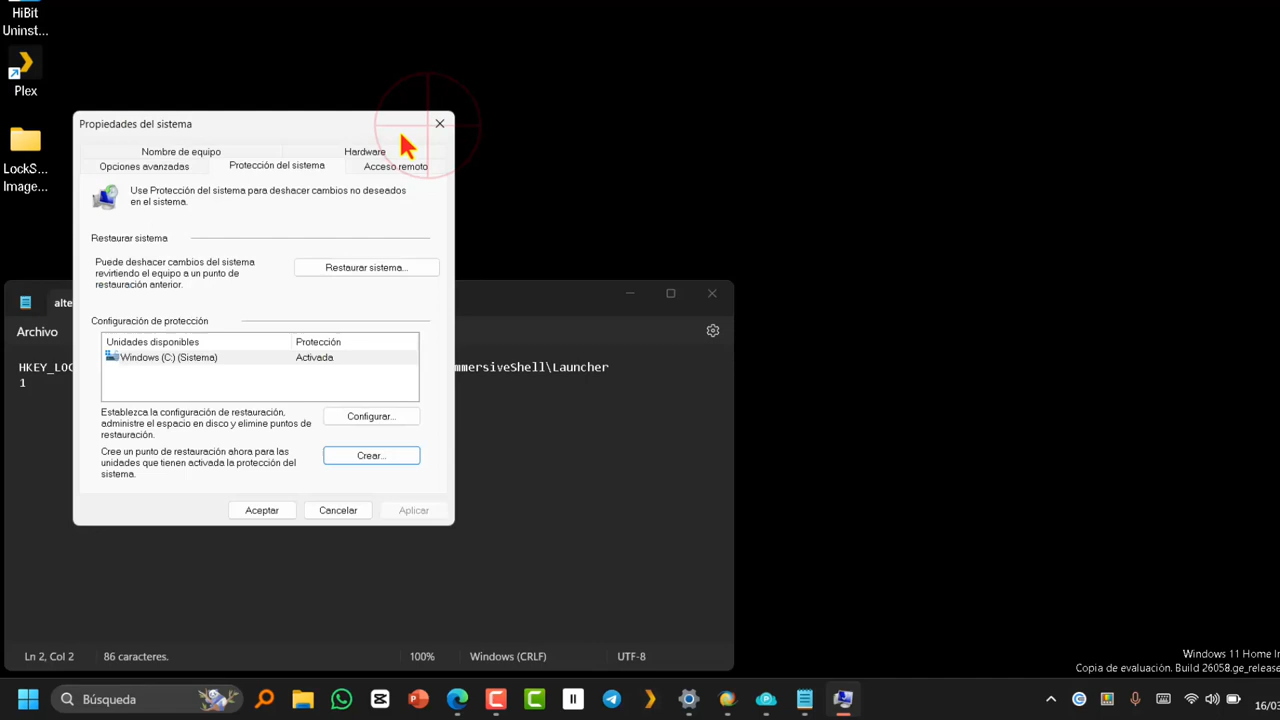 HiBit
Uninst...
Plex
LockS...
Image...
Propiedades del sistema
Nombre de equipo
Hardware
Opciones avanzadas
Protección del sistema
Acceso remoto
Use Protección del sistema para deshacer cambios no deseados
en el sistema.
Restaurar sistema
Puede deshacer cambios del sistema
revirtiendo el equipo a un punto de
restauración anterior.
Restaurar sistema...
Configuración de protección
Unidades disponibles
Protección
Windows (C:) (Sistema)
Activada
Establezca la configuración de restauración,
administre el espacio en disco y elimine puntos de
restauración.
Configurar...
Cree un punto de restauración ahora para las
unidades que tienen activada la protección del
sistema.
Crear...
Aceptar
Cancelar
Aplicar
alte
Archivo
HKEY_LOC
mmersiveShell\Launcher
1
Ln 2, Col 2
86 caracteres.
100%
Windows (CRLF)
UTF-8
Windows 11 Home In
Copia de evaluación. Build 26058.ge_release
Búsqueda
16/03